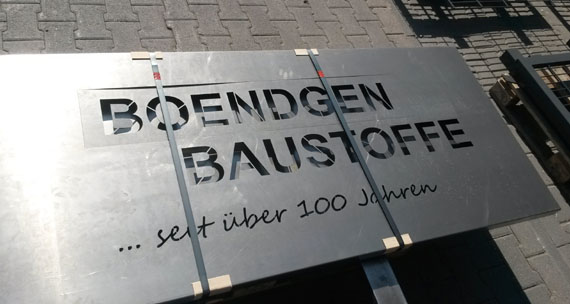 BOENDGEN
BAUSTOFFE
... seit über 100 Jahren